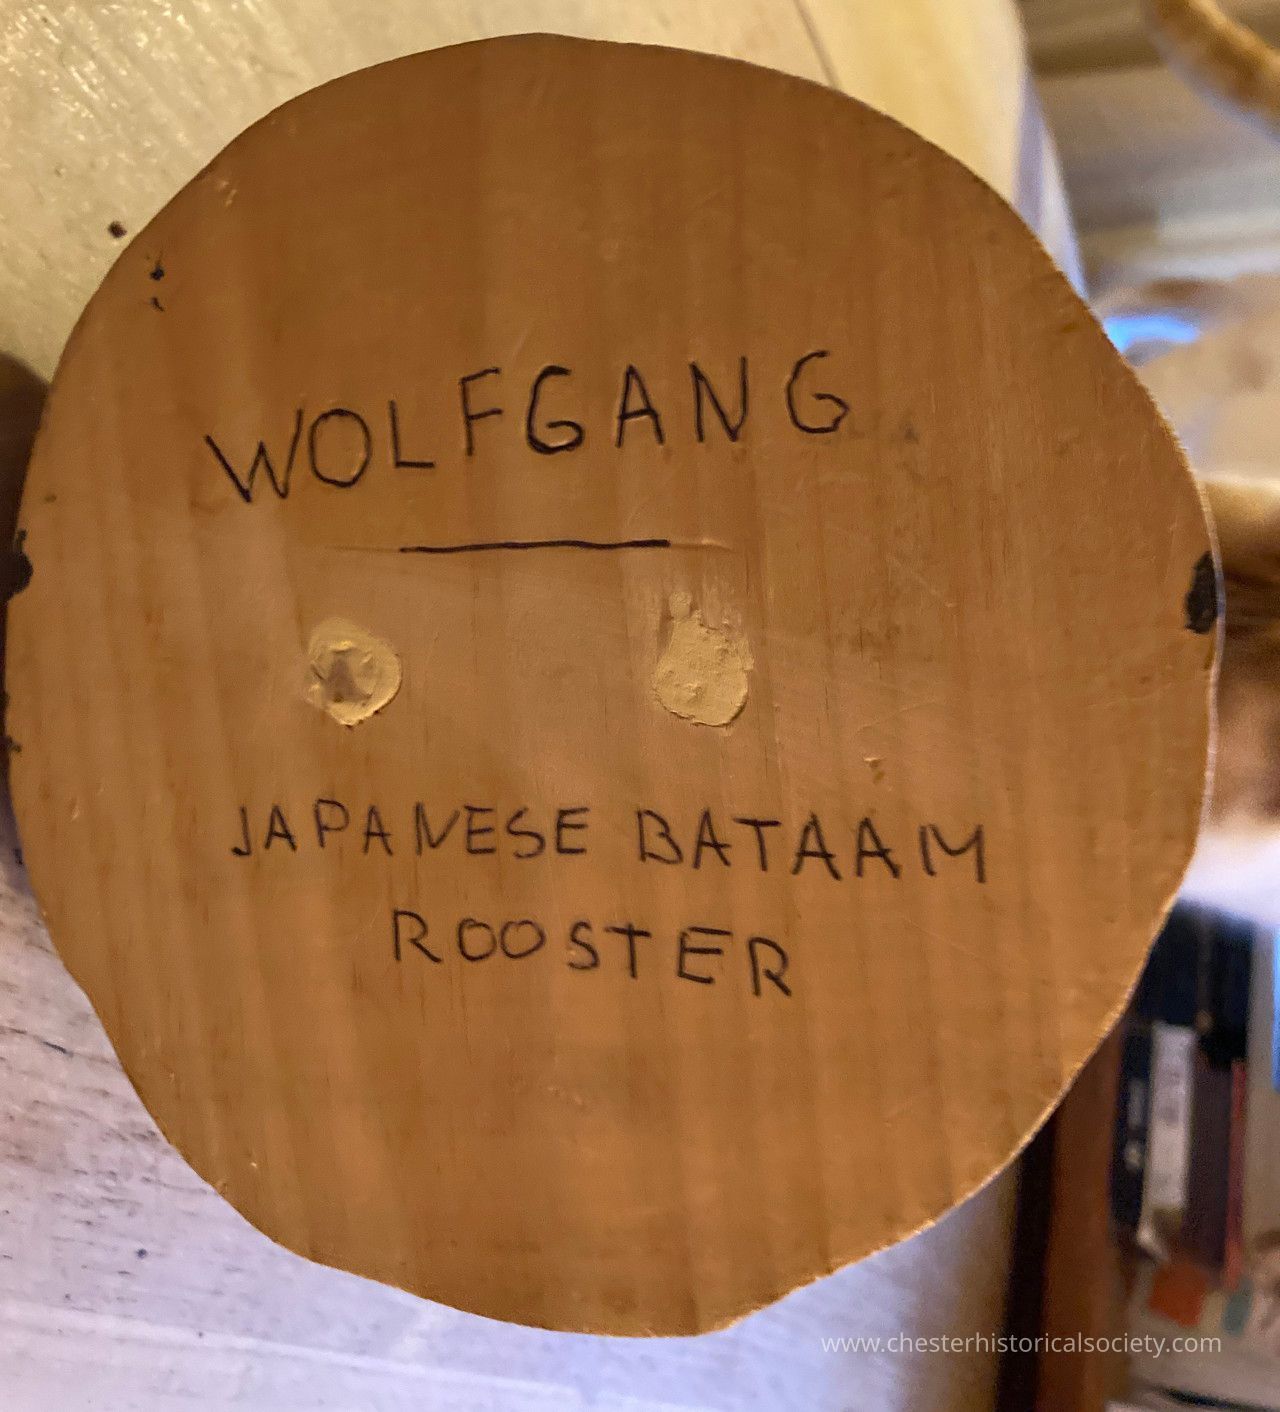 WOLFGANG
JAPANESE BATAAM
ROOSTER
www.chesterhistoricalsociety.com